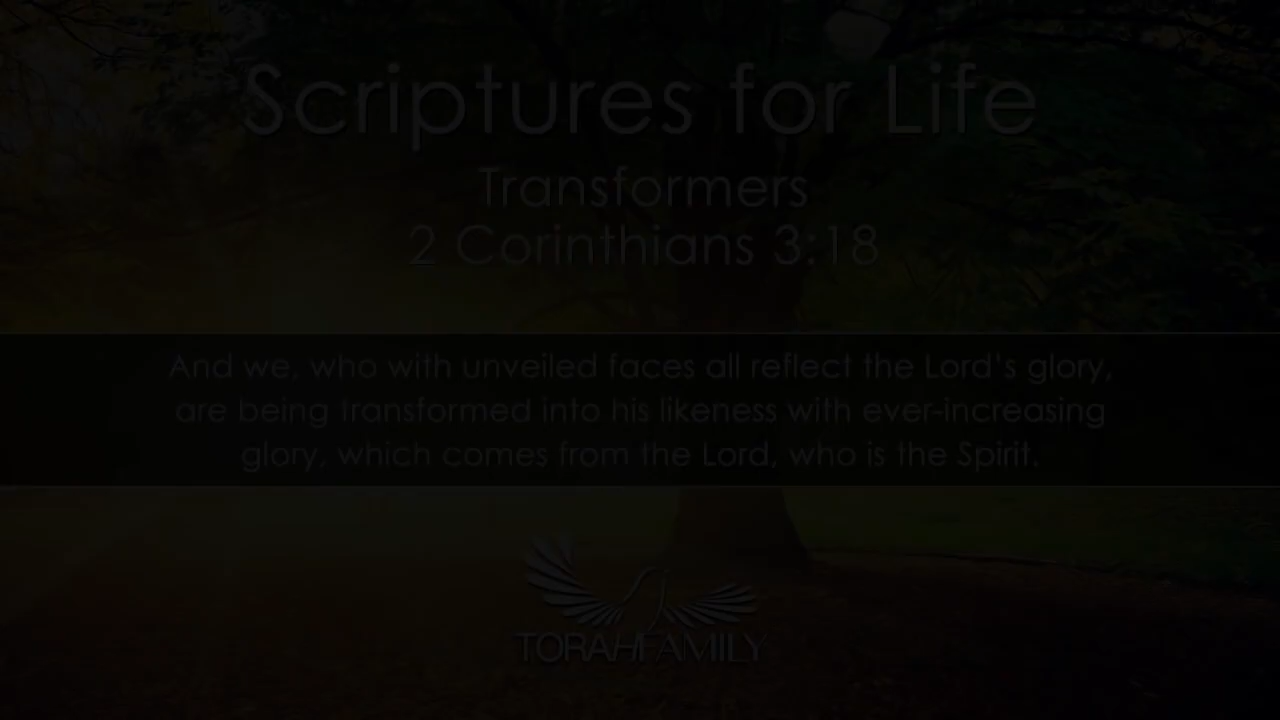 Scriptures for Life
Transformers
2 Corinthians 3:18
And we, who with unveiled faces all reflect the Lord's glory,
are being transformed into his likeness with ever-increasing
glory, which comes from the Lord, who is the Spirit.
TORAHFAMILY